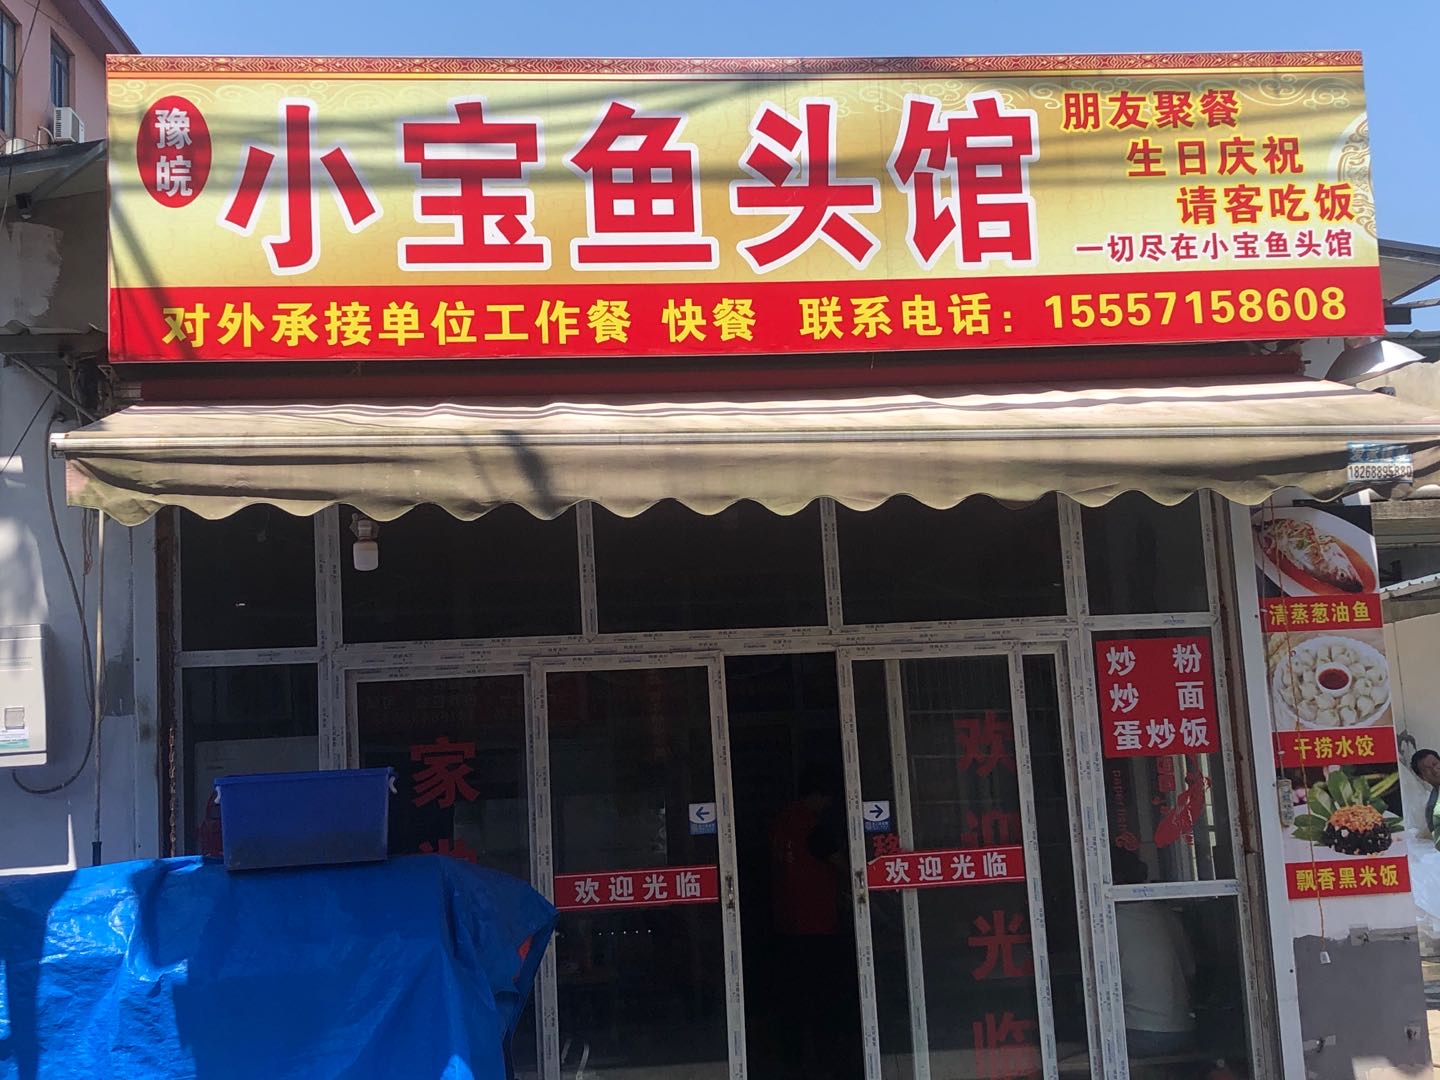 豫皖
小宝鱼头馆
朋友聚餐
生日庆祝
请客吃饭
一切尽在小宝鱼头馆
对外承接单位工作餐 快餐 联系电话：15557158608
清蒸葱油鱼
炒粉
炒面
蛋炒饭
干捞水饺
家常
欢迎光临
欢迎光临
欢迎光临
飘香黑米饭